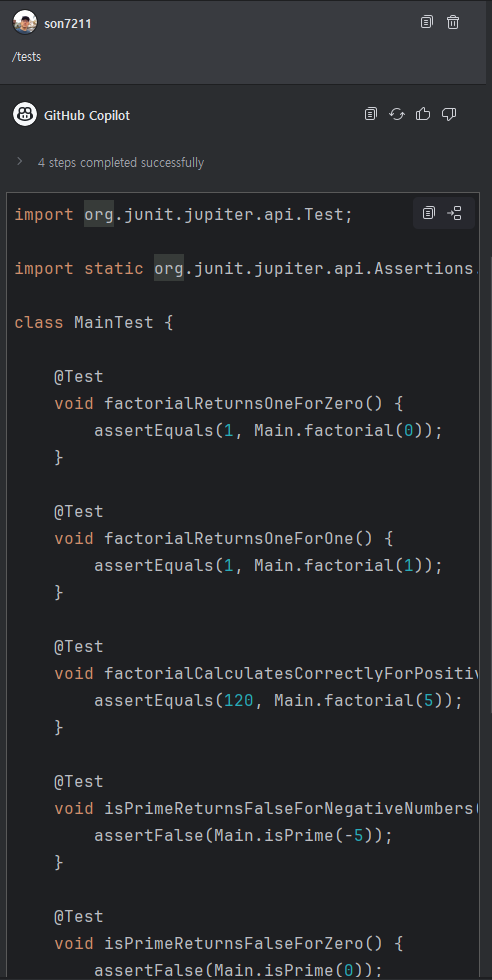 son7211
/tests
GitHub Copilot
4 steps completed successfully
import org.junit.jupiter.api.Test;
import static org.junit.jupiter.api.Assertions.
class MainTest {
@Test
void factorialReturnsOneForZero() {
assertEquals(1, Main.factorial(0));
}
@Test
void factorialReturnsOneForOne() {
assertEquals(1, Main.factorial(1));
}
@Test
void factorialCalculatesCorrectlyForPositiv
assertEquals(120, Main.factorial(5));
}
@Test
void isPrimeReturnsFalseForNegativeNumbers(
assertFalse(Main.isPrime(-5));
}
@Test
void isPrimeReturnsFalseForZero() {
assertFalse(Main.isPrime(0));